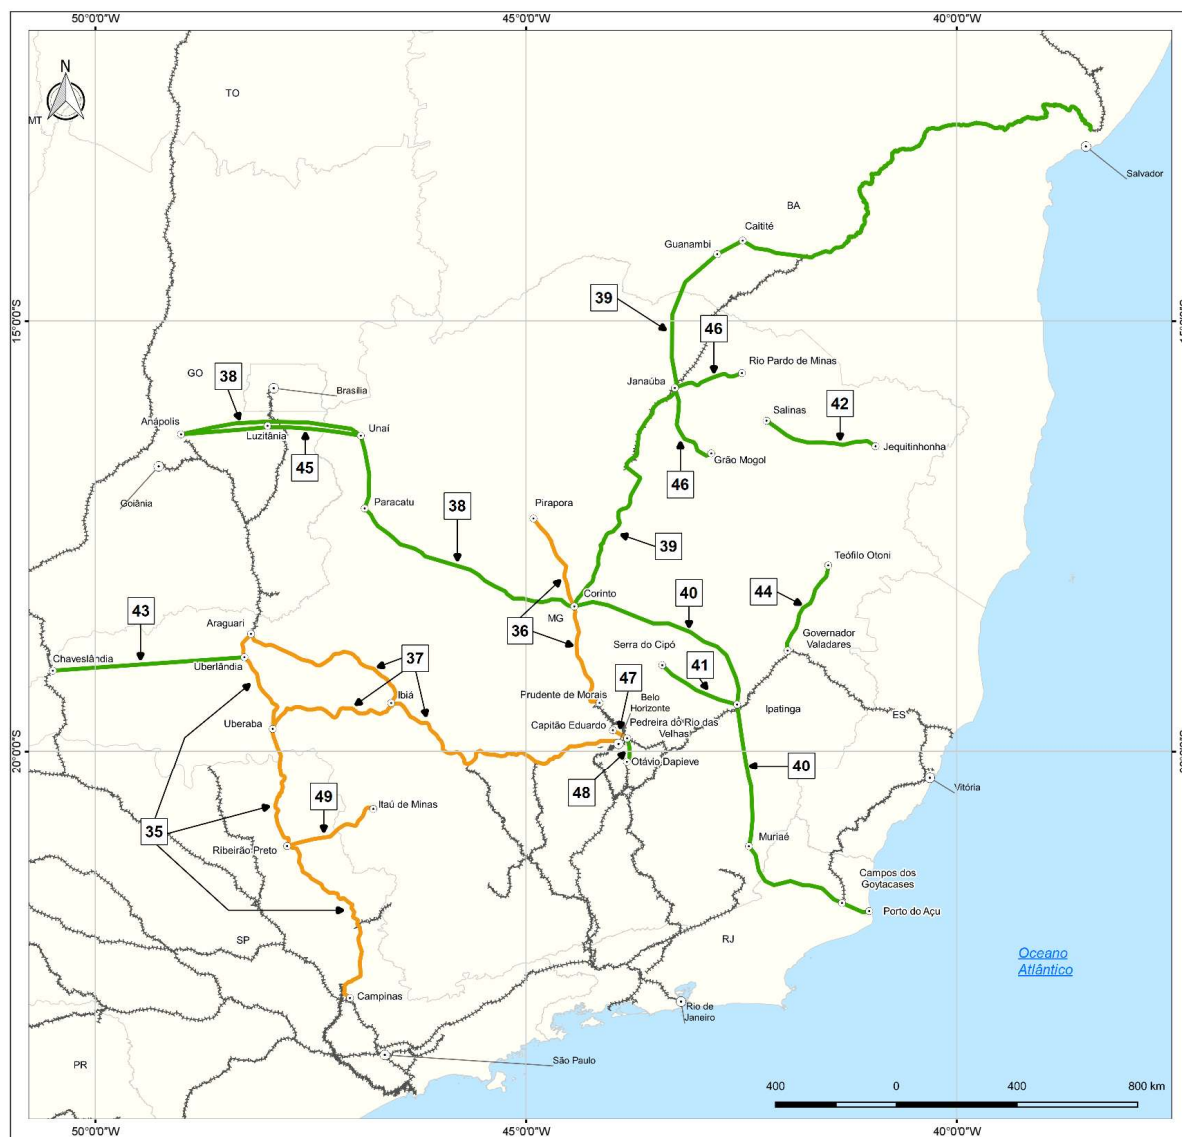 50°0'0"W
45°0'0"W
40°0'0"W
N
TO
MT
Salvador
BA
Caitité
Guanambi
39
15°0'0"S
46
Rio Pardo de Minas
GO
38
Janaúba
Brasília
Salinas
42
Anápolis
Luzitânia
Unaí
Jequitinhonha
45
Grão Mogol
46
Goiânia
Paracatu
38
Pirapora
39
Teófilo Otoni
44
Corinto
40
MG
43
36
Araguari
Serra do Cipó
Governador
Valadares
Chaveslândia
Uberlândia
37
41
47
Ibiá
Prudente de Morais
Belo
Horizonte
Ipatinga
ES
Uberaba
Capitão Eduardo
Pedreira do Rio das
Velhas
20°0'0"S
Otávio Dapieve
40
48
Vitória
49
Itaú de Minas
35
Ribeirão Preto
Muriaé
Campos dos
Goytacases
Porto do Açu
SP
RJ
Oceano
Atlântico
Campinas
Rio de
Janeiro
São Paulo
PR
400
0
400
800 km
50°0'0"W
45°0'0"W
40°0'0"W